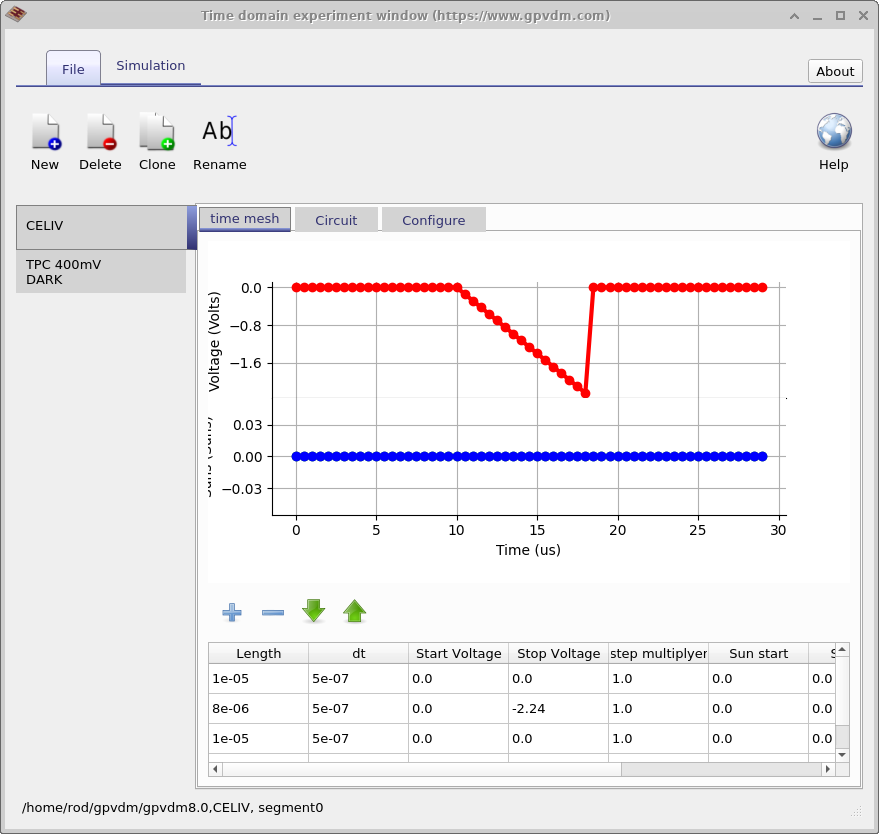 Time domain experiment window (https://www.gpvdm.com)
File
Simulation
About
New
Delete
Clone
Rename
Help
CELIV
TPC 400mV
DARK
time mesh
Circuit
Configure
Voltage (Volts)
0.0
−0.8
−1.6
0.03
0.00
−0.03
0
5
10
15
20
25
30
Time (us)
Length dt Start Voltage Stop Voltage step multiplyer Sun start
1e-05 5e-07 0.0 0.0 1.0 0.0 0.0
8e-06 5e-07 0.0 -2.24 1.0 0.0 0.0
1e-05 5e-07 0.0 0.0 1.0 0.0 0.0
/home/rod/gpvdm/gpvdm8.0,CELIV, segment0